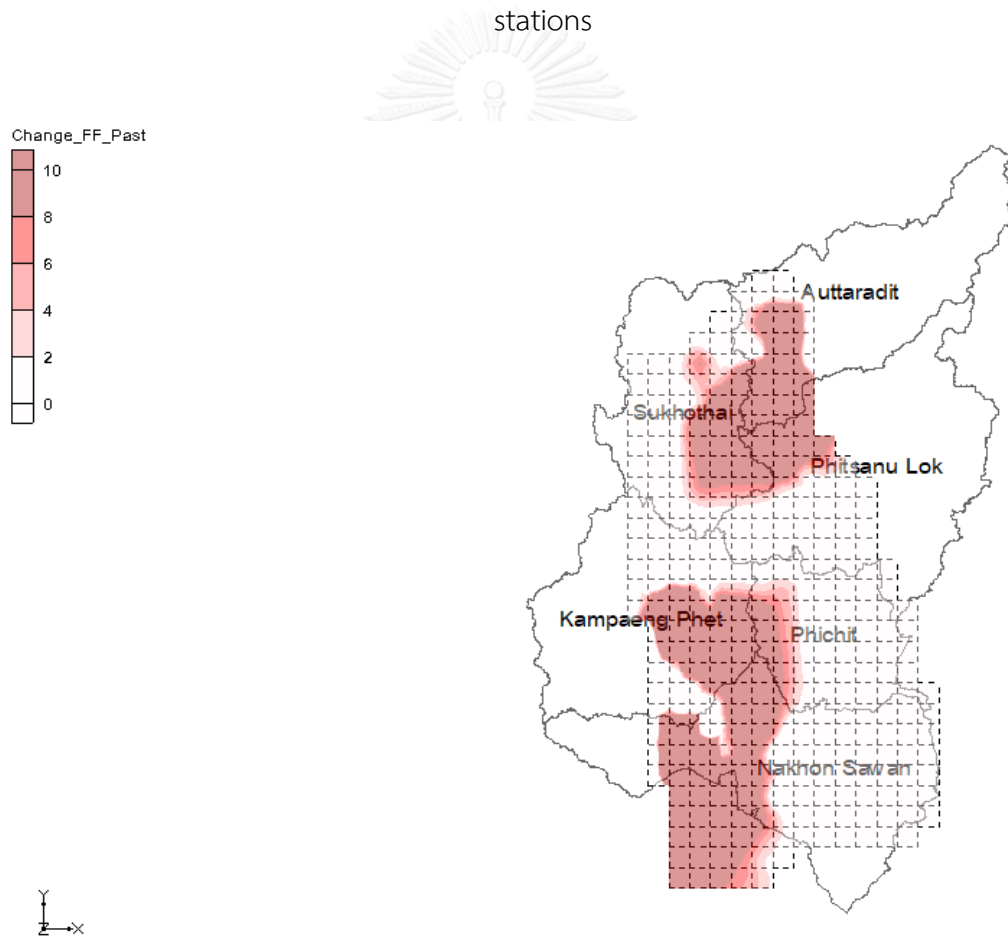 stations
Change_FF_Past
10
8
6
4
2
0
Auttaradit
Sukhothai
Phitsanu Lok
Kampaeng Phet
Phichit
Nakhon Sawan
Y
Z
X